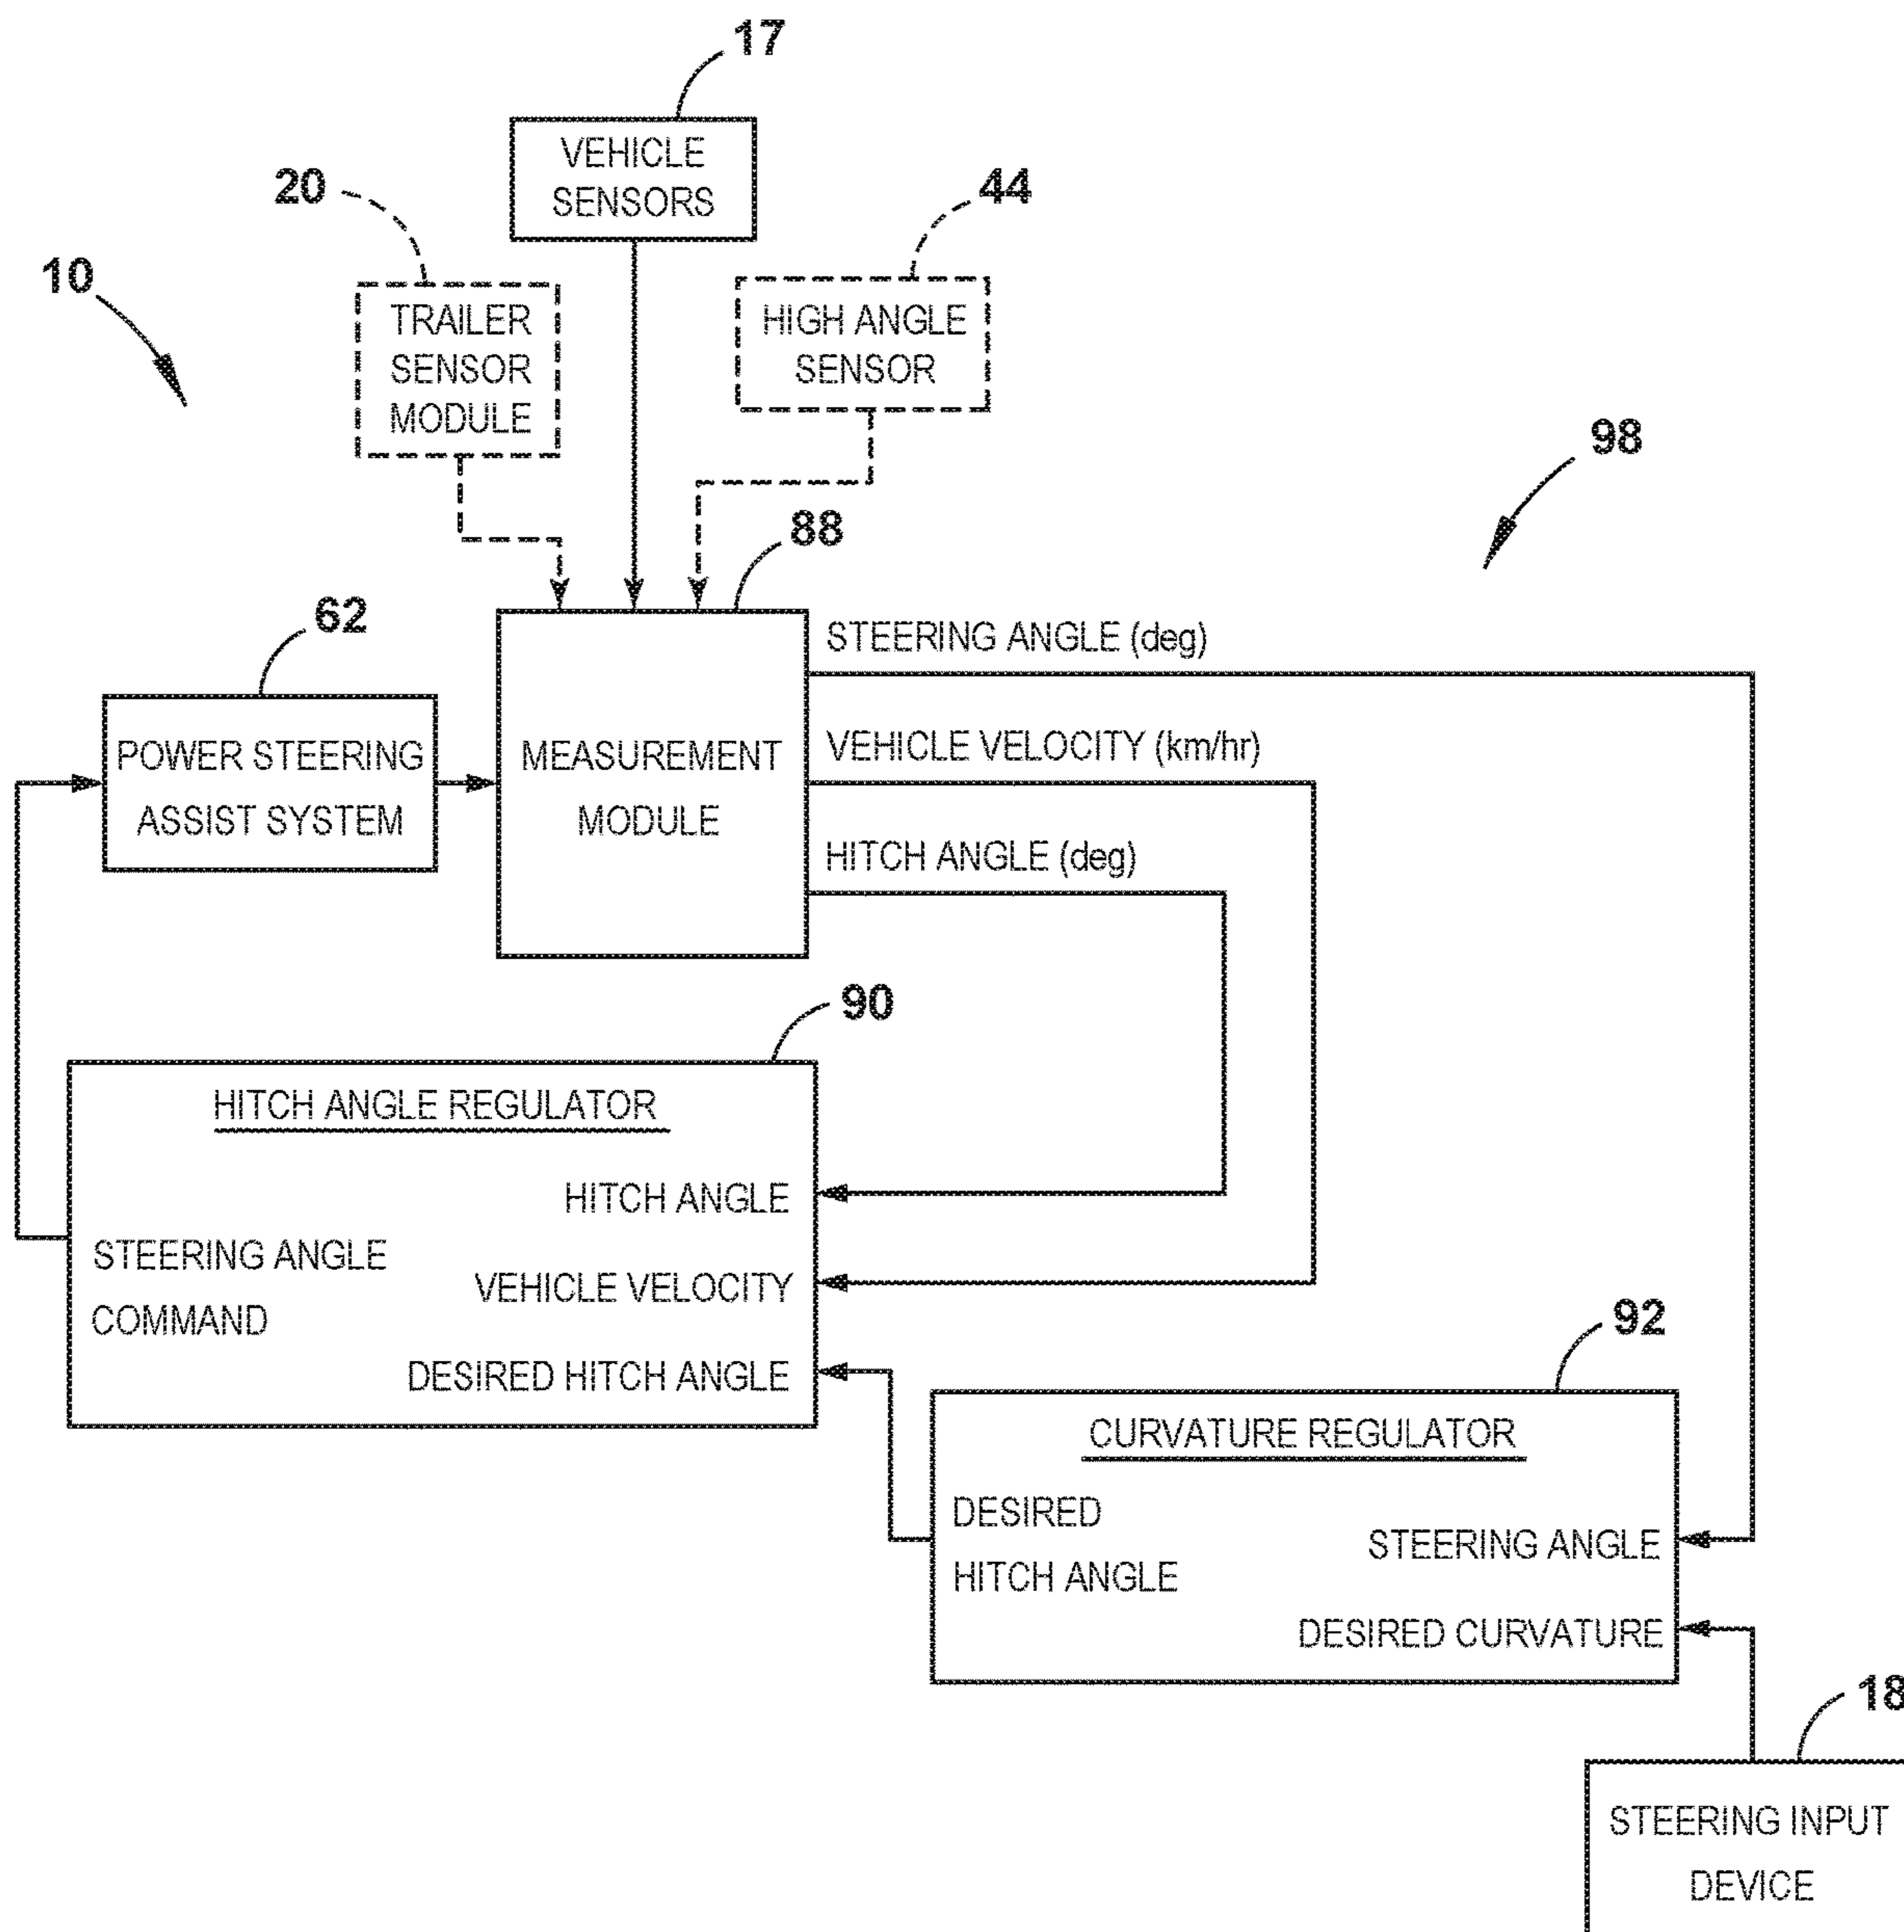 17
VEHICLE
SENSORS
20
44
10
TRAILER
SENSOR
MODULE
HIGH ANGLE
SENSOR
98
88
62
STEERING ANGLE (deg)
POWER STEERING
ASSIST SYSTEM
MEASUREMENT
MODULE
VEHICLE VELOCITY (km/hr)
HITCH ANGLE (deg)
90
HITCH ANGLE REGULATOR
HITCH ANGLE
STEERING ANGLE
COMMAND
VEHICLE VELOCITY
DESIRED HITCH ANGLE
92
CURVATURE REGULATOR
DESIRED
HITCH ANGLE
STEERING ANGLE
DESIRED CURVATURE
18
STEERING INPUT
DEVICE